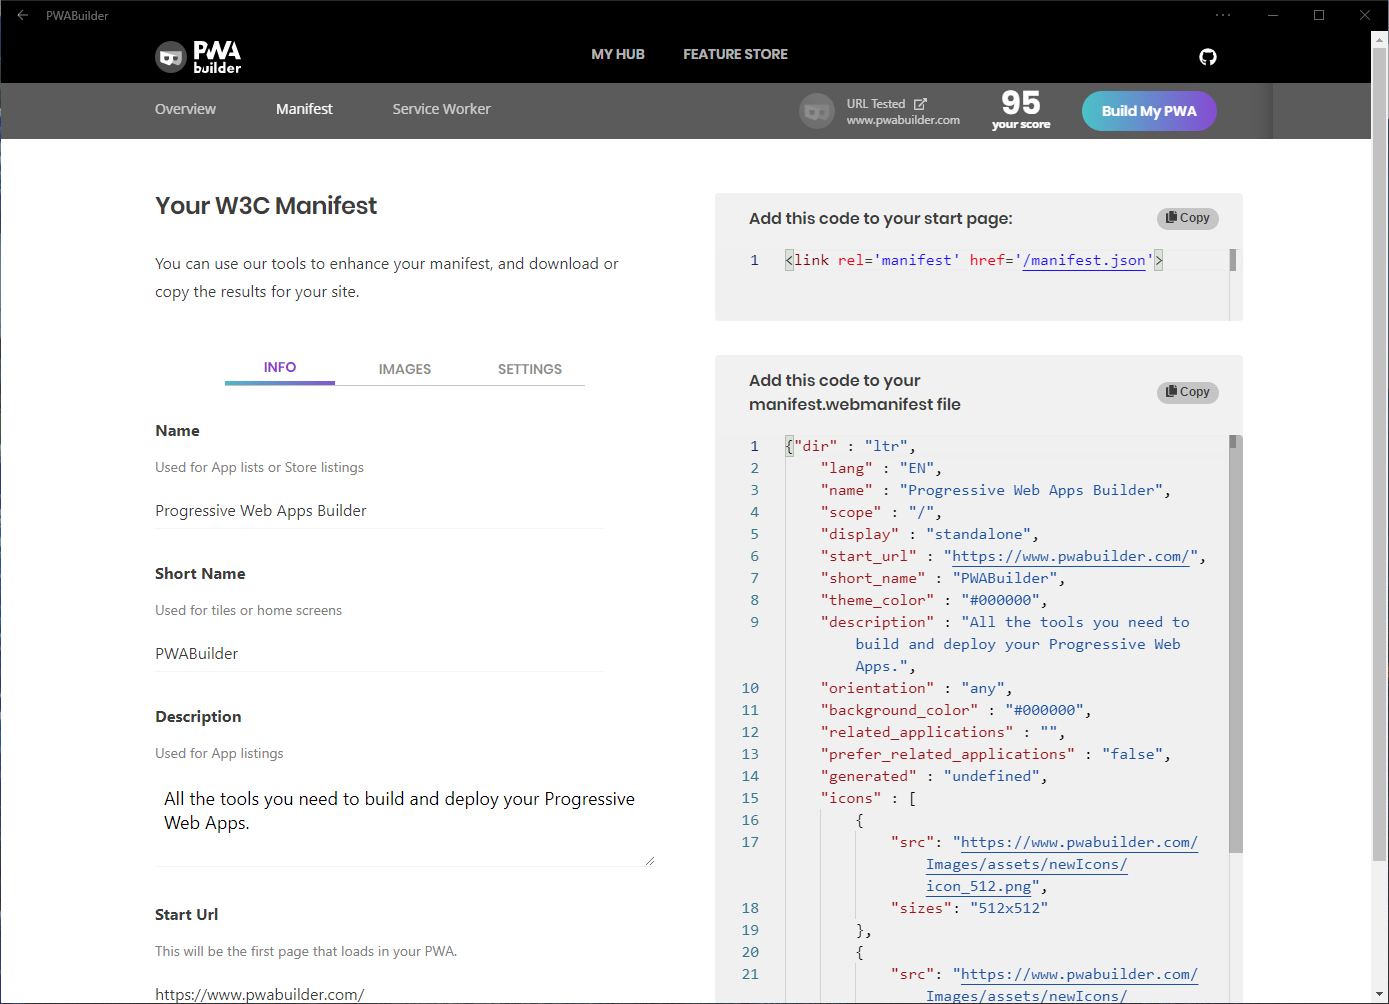 PWABuilder
PWA
builder
MY HUB
FEATURE STORE
Overview
Manifest
Service Worker
URL Tested
www.pwabuilder.com
95
your score
Build My PWA
Your W3C Manifest
You can use our tools to enhance your manifest, and download or
copy the results for your site.
INFO
IMAGES
SETTINGS
Name
Used for App lists or Store listings
Progressive Web Apps Builder
Short Name
Used for tiles or home screens
PWABuilder
Description
Used for App listings
All the tools you need to build and deploy your Progressive
Web Apps.
Start Url
This will be the first page that loads in your PWA.
https://www.pwabuilder.com/
Add this code to your start page:
Copy
1 <link rel='manifest' href='/manifest.json'>
Add this code to your
manifest.webmanifest file
Copy
1 {"dir" : "ltr",
2 "lang" : "EN",
3 "name" : "Progressive Web Apps Builder",
4 "scope" : "/",
5 "display" : "standalone",
6 "start_url" : "https://www.pwabuilder.com/",
7 "short_name" : "PWABuilder",
8 "theme_color" : "#000000",
9 "description" : "All the tools you need to
build and deploy your Progressive Web
Apps.",
10 "orientation" : "any",
11 "background_color" : "#000000",
12 "related_applications" : "",
13 "prefer_related_applications" : "false",
14 "generated" : "undefined",
15 "icons" : [
16 {
17 "src": "https://www.pwabuilder.com/
Images/assets/newIcons/
icon_512.png",
18 "sizes": "512x512"
19 },
20 {
21 "src": "https://www.pwabuilder.com/
Images/assets/newIcons/